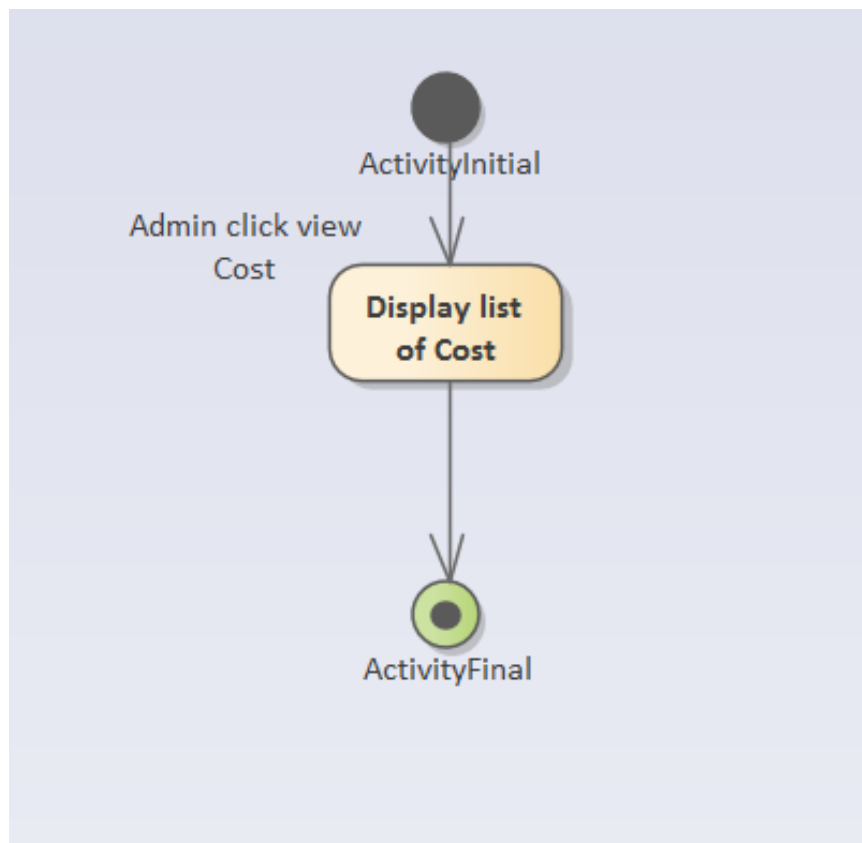 ActivityInitial
Admin click view
Cost
Display list
of Cost
ActivityFinal